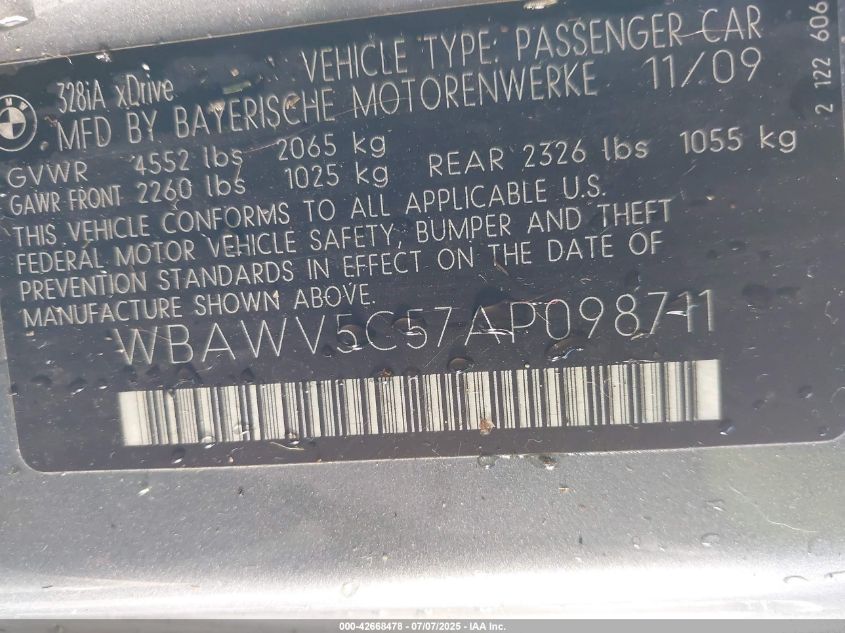 328iA xDrive VEHICLE TYPE: PASSENGER CAR
MFD BY BAYERISCHE MOTORENWERKE 11/09
GVWR 4552 lbs 2065 kg
GAWR FRONT 2260 lbs 1025 kg REAR 2326 lbs 1055 kg
THIS VEHICLE CONFORMS TO ALL APPLICABLE U.S.
FEDERAL MOTOR VEHICLE SAFETY, BUMPER AND THEFT
PREVENTION STANDARDS IN EFFECT ON THE DATE OF
MANUFACTURE SHOWN ABOVE.
WBAWV5C57AP098711
2 122 606
000-42668478 - 07/07/2025 - IAA Inc.